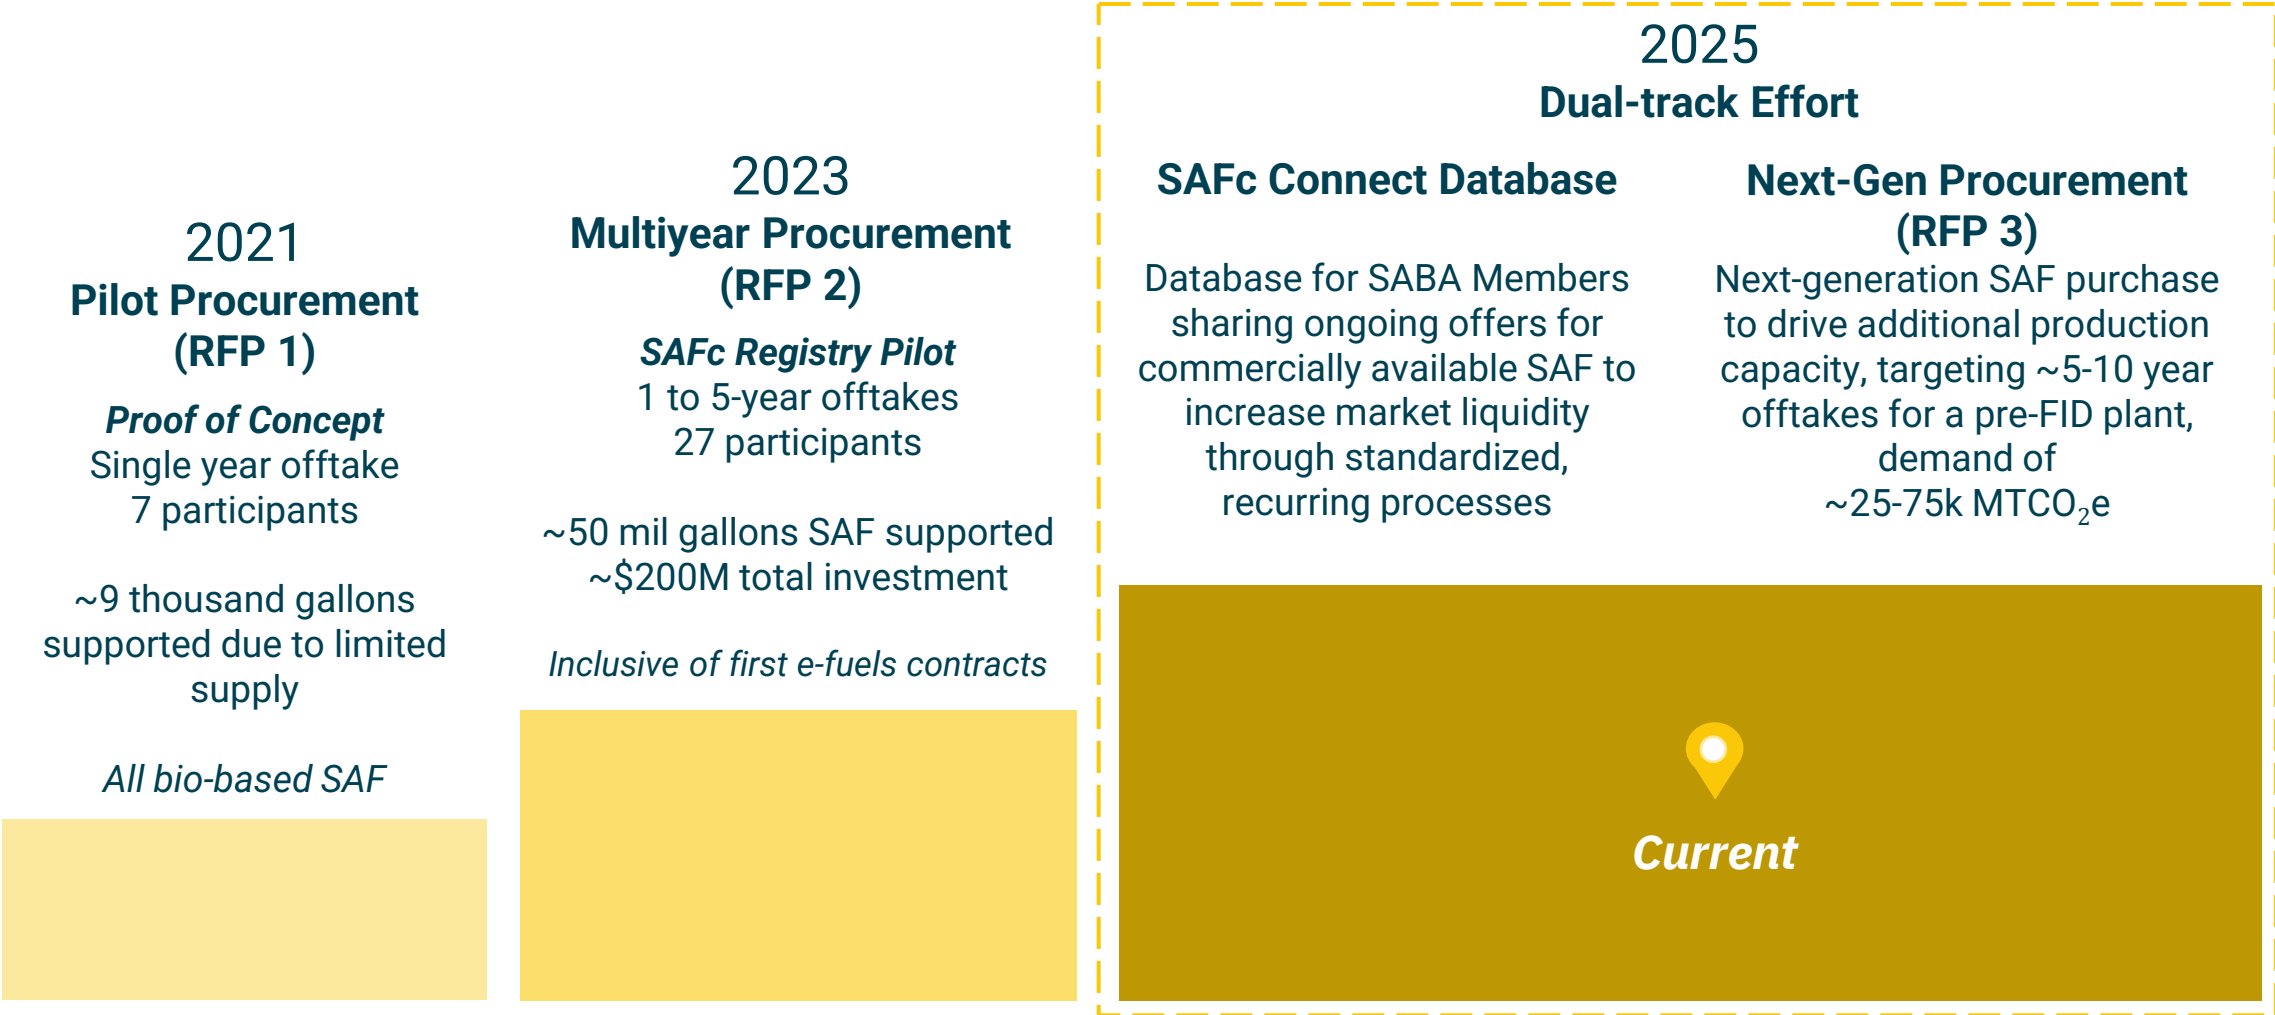 2021
Pilot Procurement
(RFP 1)
Proof of Concept
Single year offtake
7 participants
~9 thousand gallons
supported due to limited
supply
All bio-based SAF
2023
Multiyear Procurement
(RFP 2)
SAFc Registry Pilot
1 to 5-year offtakes
27 participants
~50 mil gallons SAF supported
~$200M total investment
Inclusive of first e-fuels contracts
2025
Dual-track Effort
SAFc Connect Database
Database for SABA Members
sharing ongoing offers for
commercially available SAF to
increase market liquidity
through standardized,
recurring processes
Next-Gen Procurement
(RFP 3)
Next-generation SAF purchase
to drive additional production
capacity, targeting ~5-10 year
offtakes for a pre-FID plant,
demand of
~25-75k MTCO₂e
Current